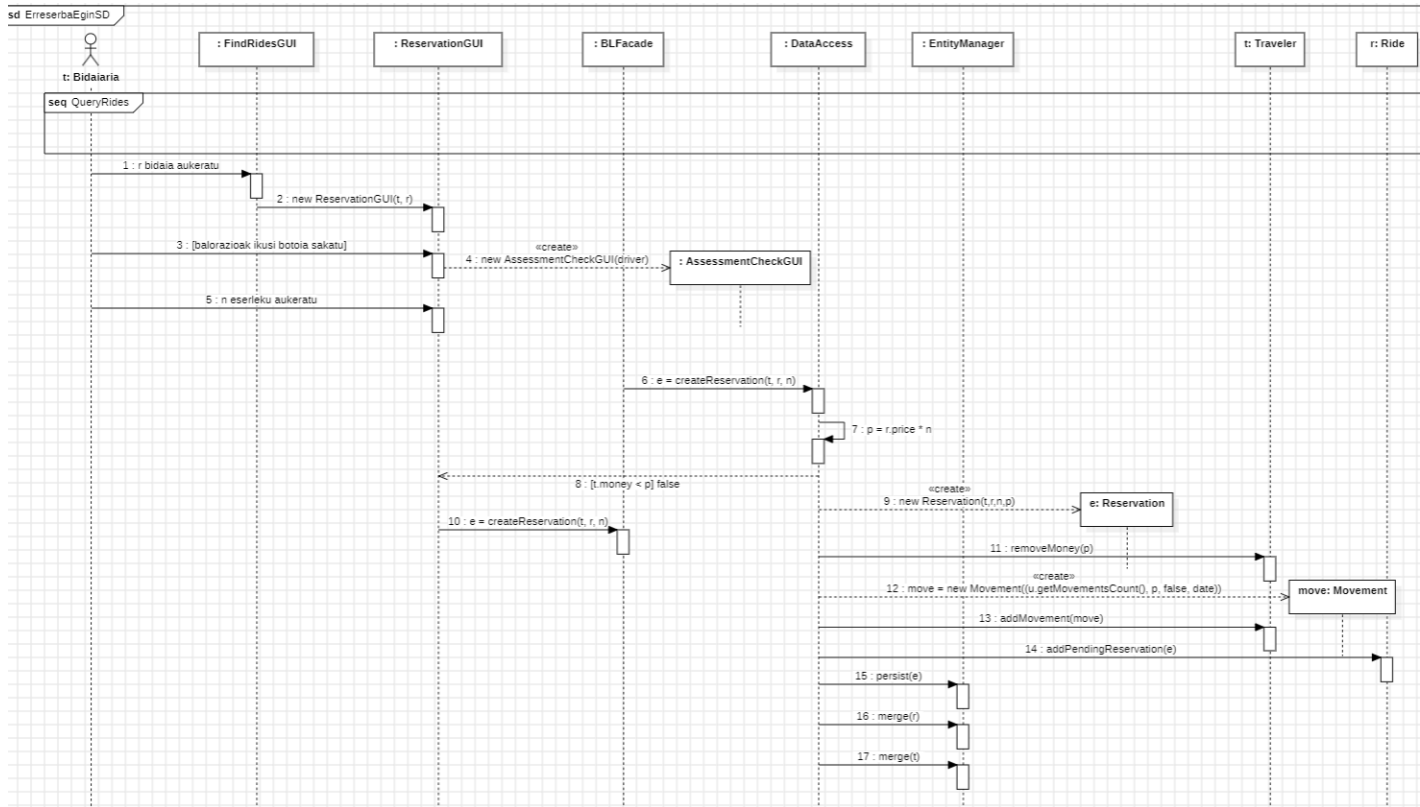 sd ErreserbaEginSD
t: Bidaiaria
: FindRidesGUI
: ReservationGUI
: BLFacade
: DataAccess
: EntityManager
t: Traveler
r: Ride
seq QueryRides
1 : r bidaia aukeratu
2 : new ReservationGUI(t, r)
3 : [balorazioak ikusi botoia sakatu]
«create»
4 : new AssessmentCheckGUI(driver)
: AssessmentCheckGUI
5 : n eserleku aukeratu
6 : e = createReservation(t, r, n)
7 : p = r.price * n
8 : [t.money < p] false
«create»
9 : new Reservation(t,r,n,p)
e: Reservation
10 : e = createReservation(t, r, n)
11 : removeMoney(p)
«create»
12 : move = new Movement((u.getMovementsCount(), p, false, date))
move: Movement
13 : addMovement(move)
14 : addPendingReservation(e)
15 : persist(e)
16 : merge(r)
17 : merge(t)